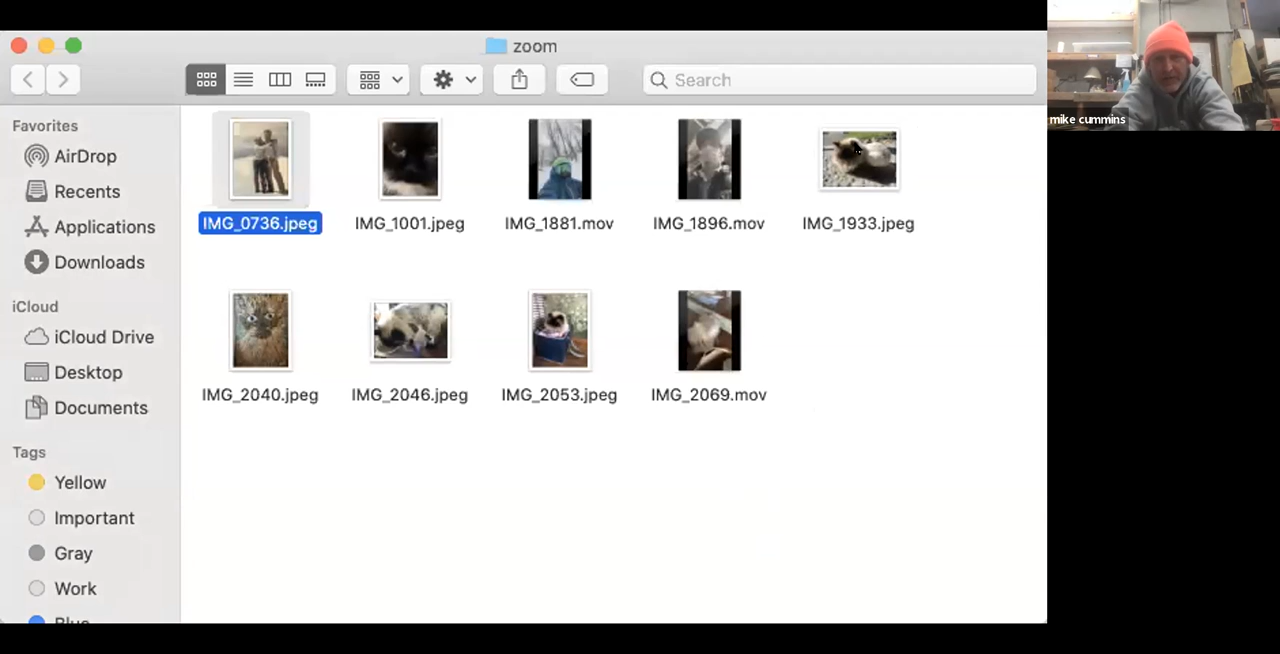 zoom
Search
mike cummins
Favorites
AirDrop
Recents
Applications
Downloads
iCloud
iCloud Drive
Desktop
Documents
Tags
Yellow
Important
Gray
Work
Blue
IMG_0736.jpeg
IMG_1001.jpeg
IMG_1881.mov
IMG_1896.mov
IMG_1933.jpeg
IMG_2040.jpeg
IMG_2046.jpeg
IMG_2053.jpeg
IMG_2069.mov